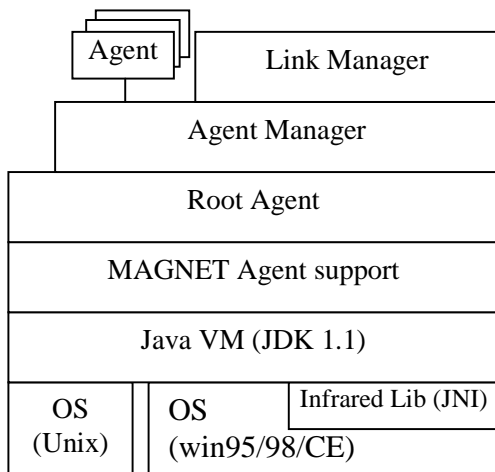 Agent
Link Manager
Agent Manager
Root Agent
MAGNET Agent support
Java VM (JDK 1.1)
OS
(Unix)
OS
(win95/98/CE)
Infrared Lib (JNI)